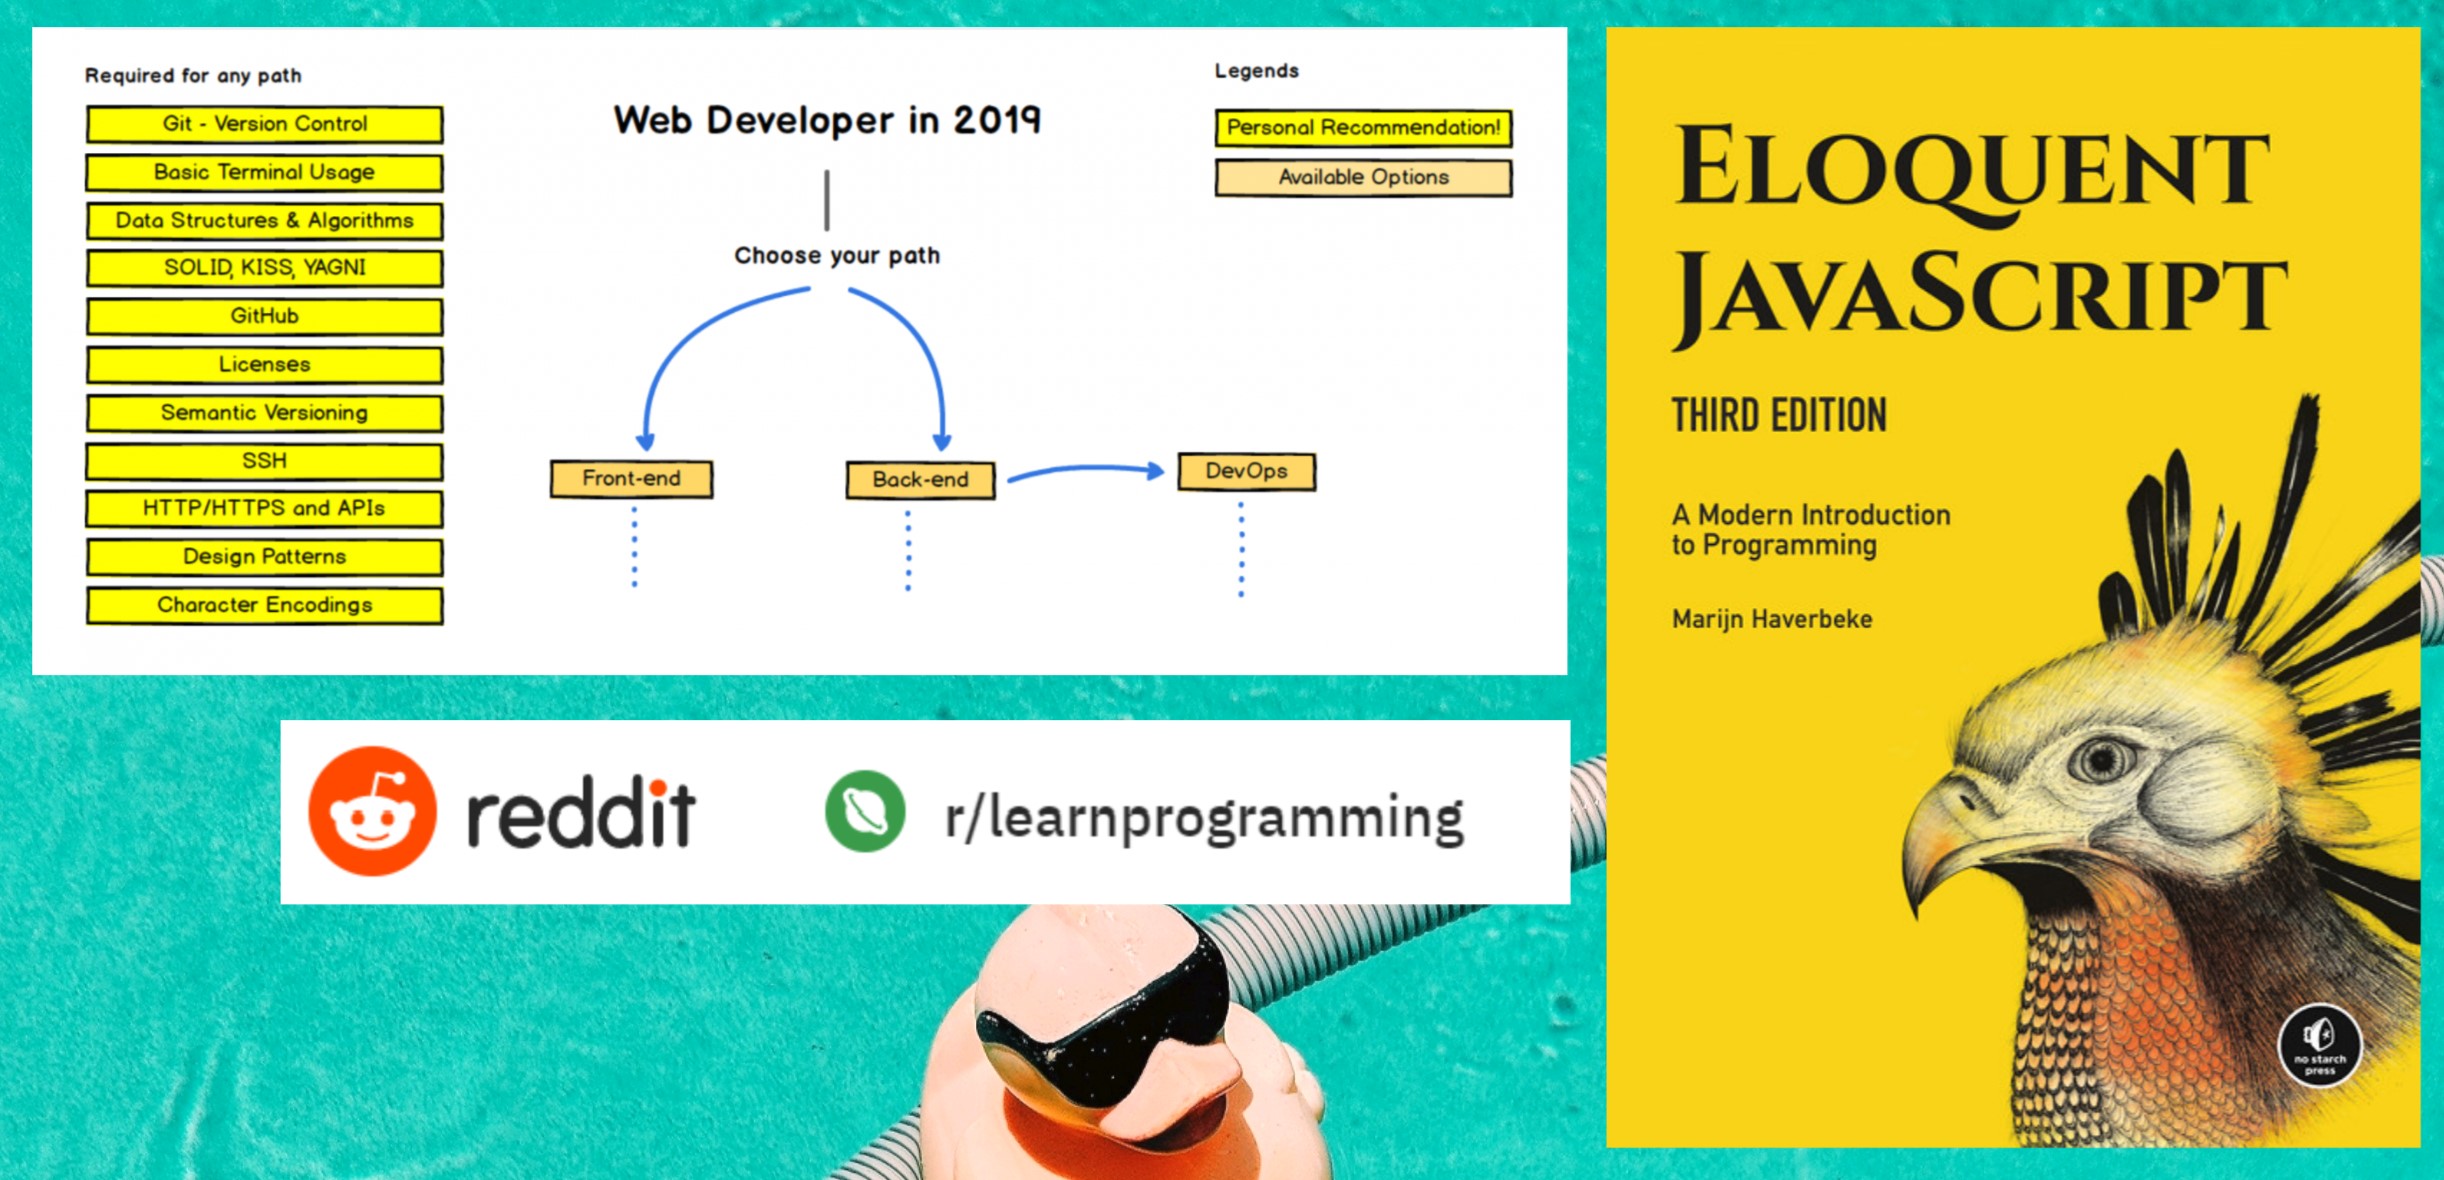 Required for any path
Git - Version Control
Basic Terminal Usage
Data Structures & Algorithms
SOLID, KISS, YAGNI
GitHub
Licenses
Semantic Versioning
SSH
HTTP/HTTPS and APIs
Design Patterns
Character Encodings
Web Developer in 2019
Choose your path
Front-end
Back-end
DevOps
Legends
Personal Recommendation!
Available Options
reddit
r/learnprogramming
ELOQUENT
JAVASCRIPT
THIRD EDITION
A Modern Introduction
to Programming
Marijn Haverbeke
no starch
press